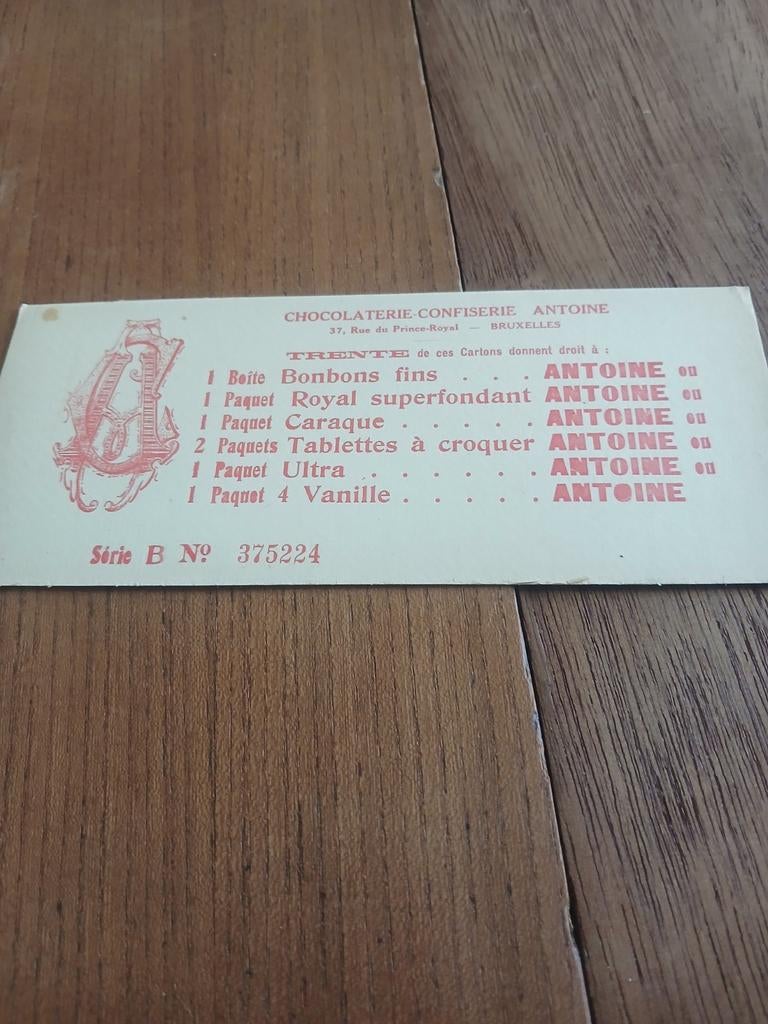 CHOCOLATERIE-CONFISERIE ANTOINE
37, Rue du Prince-Royal — BRUXELLES
TRENTE de ces Cartons donnent droit à :
1 Boîte Bonbons fins . . . ANTOINE ou
1 Paquet Royal superfondant ANTOINE ou
1 Paquet Caraque . . . . . ANTOINE ou
2 Paquets Tablettes à croquer ANTOINE ou
1 Paquet Ultra . . . . . . ANTOINE ou
1 Paquet 4 Vanille . . . . . ANTOINE
Série B Nº 375224